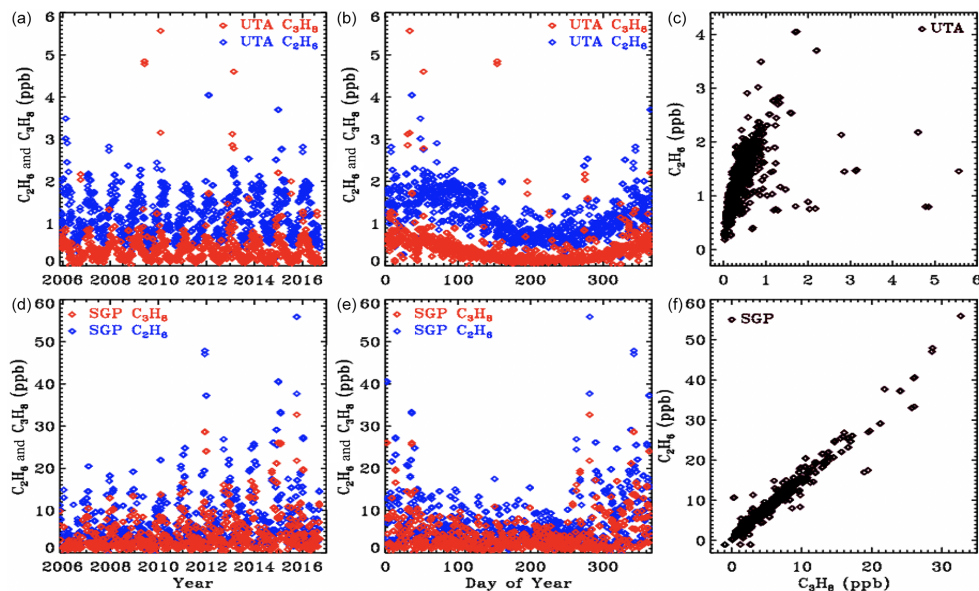 (a)
UTA C₃H₈
UTA C₂H₆
C₂H₆ and C₃H₈ (ppb)
6
5
4
3
2
1
0
2006 2008 2010 2012 2014 2016
(b)
UTA C₃H₈
UTA C₂H₆
C₂H₆ and C₃H₈ (ppb)
6
5
4
3
2
1
0
0 100 200 300
(c)
UTA
C₂H₆ (ppb)
4
3
2
1
0
0 1 2 3 4 5 6
(d)
SGP C₃H₈
SGP C₂H₆
C₂H₆ and C₃H₈ (ppb)
60
50
40
30
20
10
0
2006 2008 2010 2012 2014 2016
Year
(e)
SGP C₃H₈
SGP C₂H₆
C₂H₆ and C₃H₈ (ppb)
60
50
40
30
20
10
0
0 100 200 300
Day of Year
(f)
SGP
C₂H₆ (ppb)
60
50
40
30
20
10
0
0 10 20 30
C₃H₈ (ppb)